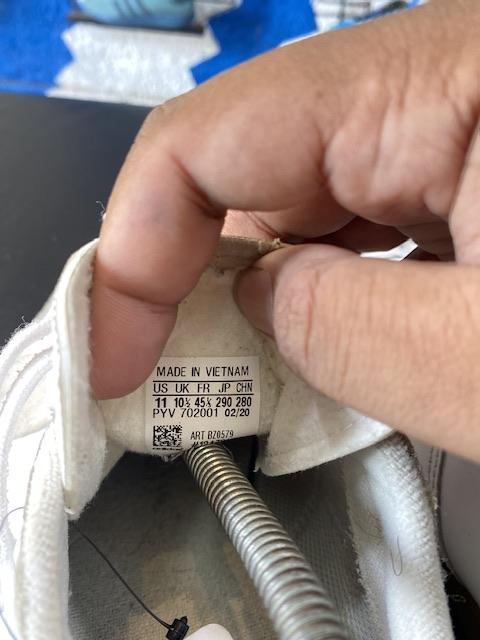 MADE IN VIETNAM
US UK FR JP CHN
11 10½ 45⅓ 290 280
PYV 702001 02/20
ART BZ0579